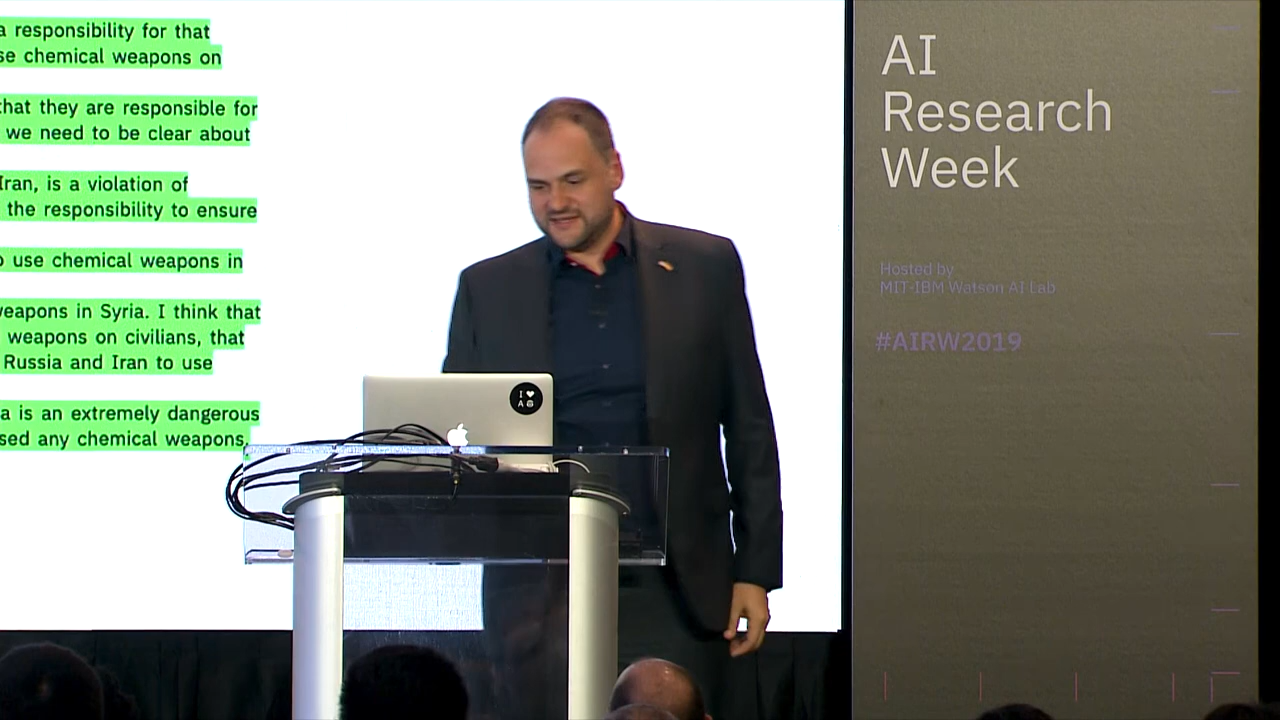 a responsibility for that
se chemical weapons on
that they are responsible for
we need to be clear about
Iran, is a violation of
the responsibility to ensure
o use chemical weapons in
weapons in Syria. I think that
weapons on civilians, that
Russia and Iran to use
a is an extremely dangerous
sed any chemical weapons.
AI
Research
Week
Hosted by
MIT-IBM Watson AI Lab
#AIRW2019
I
A